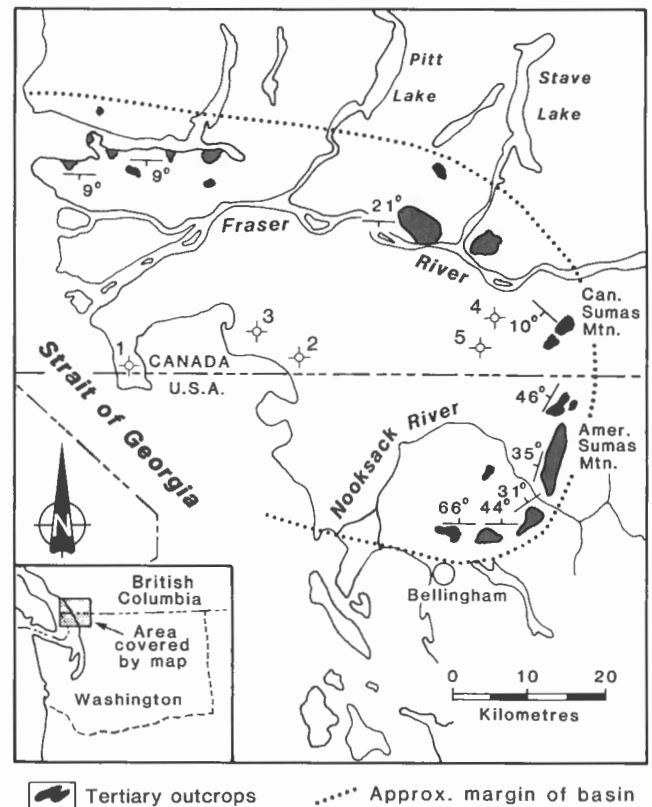 Pitt
Lake
Stave
Lake
9°
9°
21°
Fraser
River
4
3
5
2
1
10°
Can.
Sumas
Mtn.
CANADA
U.S.A.
Strait of Georgia
46°
Nooksack River
Amer.
Sumas
Mtn.
35°
31°
66°
44°
N
Bellingham
British
Columbia
Area
covered
by map
Washington
0 10 20
Kilometres
Tertiary outcrops
Approx. margin of basin